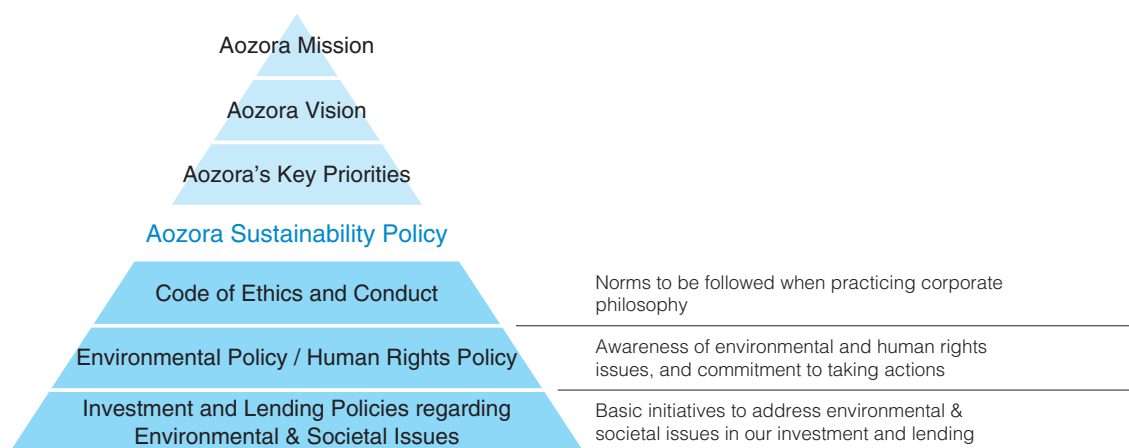 Aozora Mission
Aozora Vision
Aozora's Key Priorities
Aozora Sustainability Policy
Code of Ethics and Conduct
Norms to be followed when practicing corporate
philosophy
Environmental Policy / Human Rights Policy
Awareness of environmental and human rights
issues, and commitment to taking actions
Investment and Lending Policies regarding
Environmental & Societal Issues
Basic initiatives to address environmental &
societal issues in our investment and lending